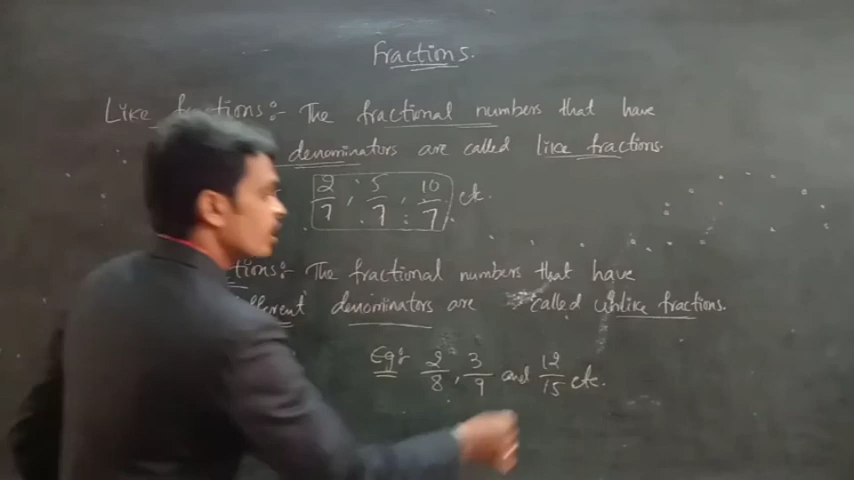 Fractions.
Like fractions:- The fractional numbers that have
denominators are called like fractions.
2/7, 5/7, 10/7 etc.
The fractional numbers that have
denominators are called unlike fractions.
Eg:- 2/8, 3/9 and 12/15 etc.